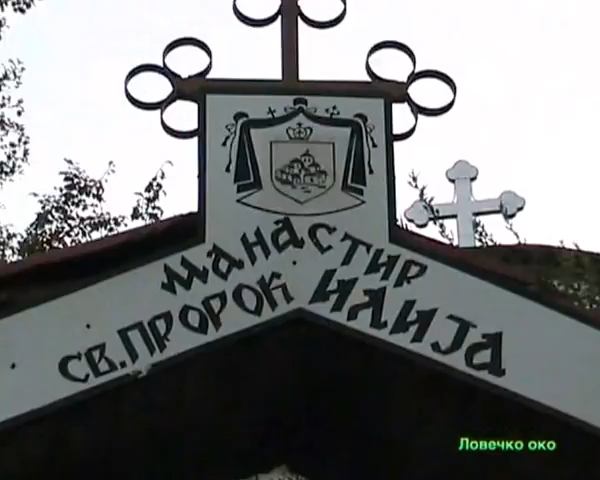 манастир
св. пророк илија
Ловечко око